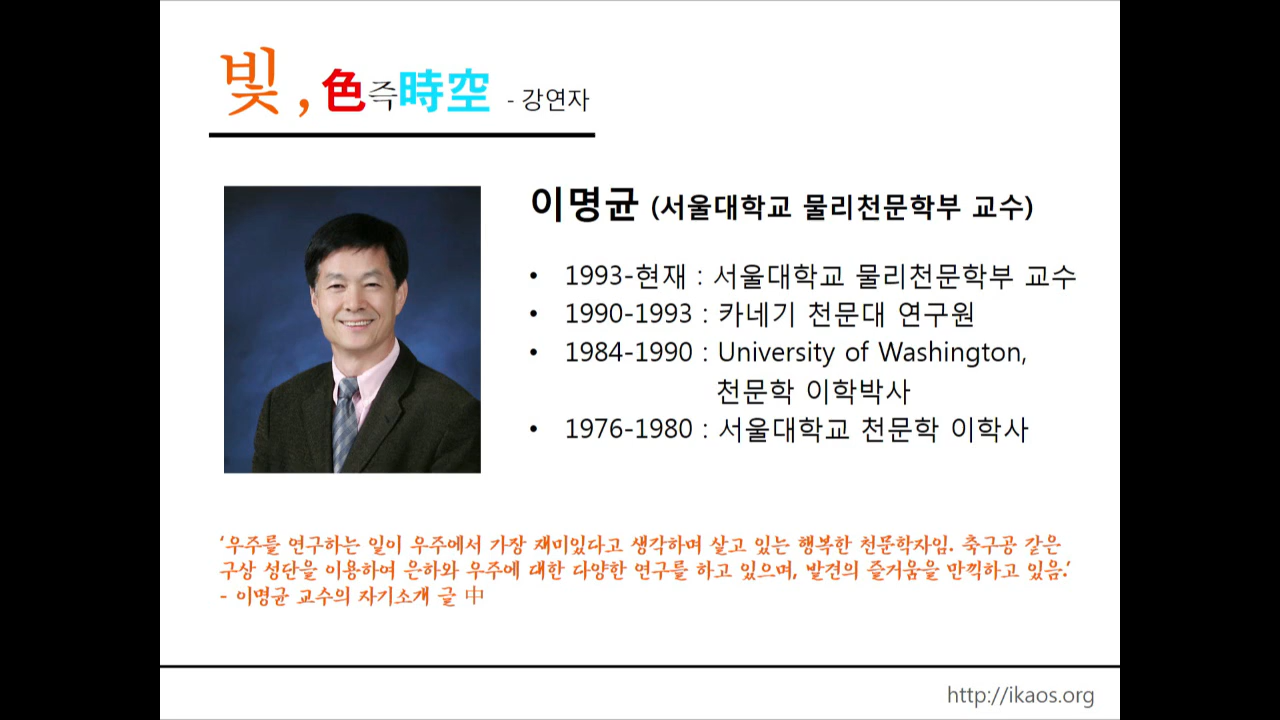 빛, 色즉時空 - 강연자
이명균 (서울대학교 물리천문학부 교수)
• 1993-현재 : 서울대학교 물리천문학부 교수
• 1990-1993 : 카네기 천문대 연구원
• 1984-1990 : University of Washington,
천문학 이학박사
• 1976-1980 : 서울대학교 천문학 이학사
‘우주를 연구하는 일이 우주에서 가장 재미있다고 생각하며 살고 있는 행복한 천문학자임. 축구공 같은
구상 성단을 이용하여 은하와 우주에 대한 다양한 연구를 하고 있으며, 발견의 즐거움을 만끽하고 있음.’
- 이명균 교수의 자기소개 글 中
http://ikaos.org